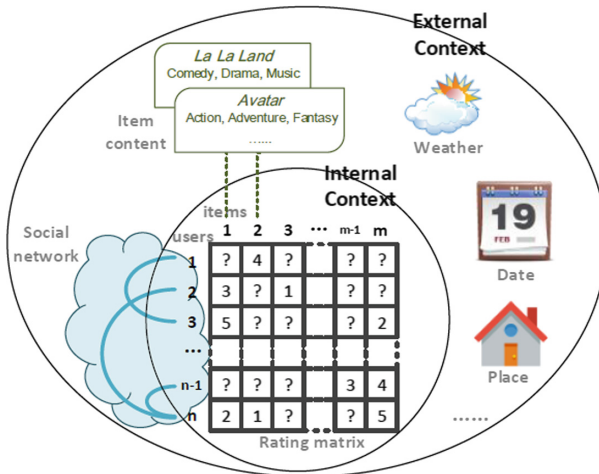 External
Context
La La Land
Comedy, Drama, Music
Avatar
Action, Adventure, Fantasy
......
Item
content
Weather
Internal
Context
19
FEB
Date
Place
......
Social
network
items
users 1 2 3 ... m-1 m
1 ? 4 ? ? ?
2 3 ? 1 ? ?
3 5 ? ? ? 2
...
n-1 ? ? ? 3 4
n 2 1 ? ? 5
Rating matrix